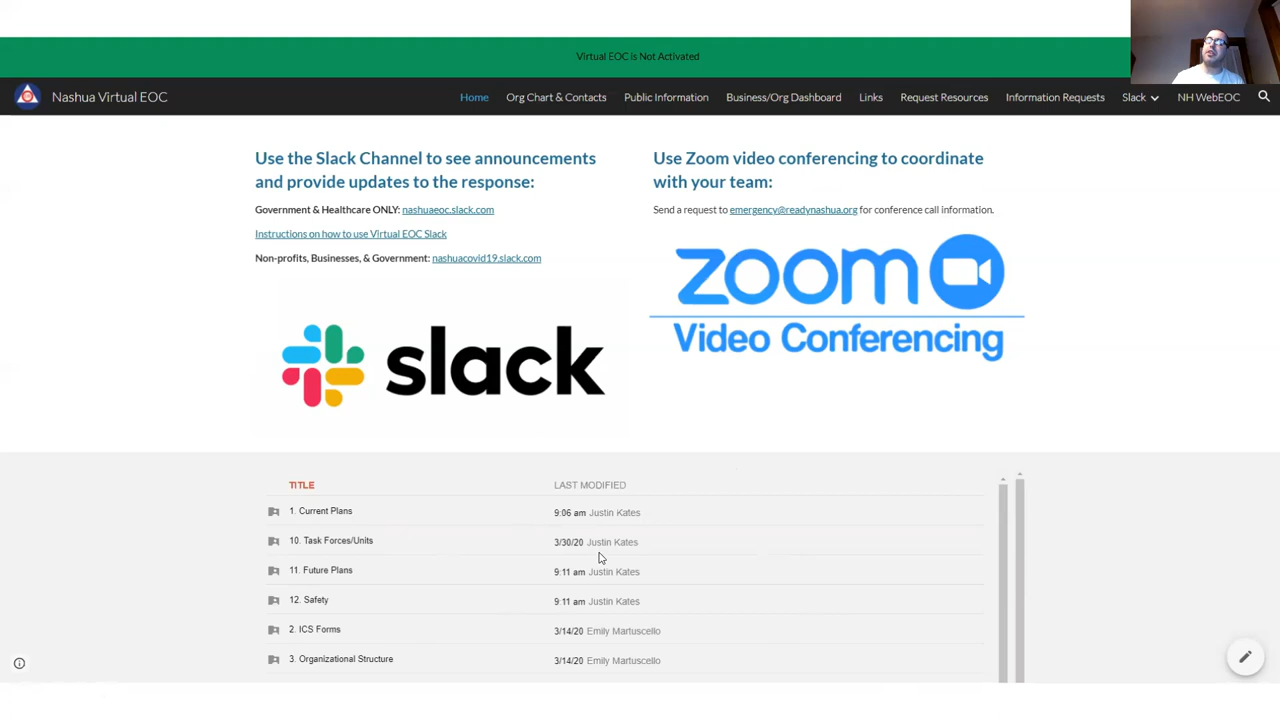 Virtual EOC is Not Activated
Nashua Virtual EOC
Home
Org Chart & Contacts
Public Information
Business/Org Dashboard
Links
Request Resources
Information Requests
Slack
NH WebEOC
Use the Slack Channel to see announcements
and provide updates to the response:
Government & Healthcare ONLY: nashuaeoc.slack.com
Instructions on how to use Virtual EOC Slack
Non-profits, Businesses, & Government: nashuacovid19.slack.com
slack
Use Zoom video conferencing to coordinate
with your team:
Send a request to emergency@readynashua.org for conference call information.
zoom
Video Conferencing
TITLE LAST MODIFIED
1. Current Plans 9:06 am Justin Kates
10. Task Forces/Units 3/30/20 Justin Kates
11. Future Plans 9:11 am Justin Kates
12. Safety 9:11 am Justin Kates
2. ICS Forms 3/14/20 Emily Martuscello
3. Organizational Structure 3/14/20 Emily Martuscello